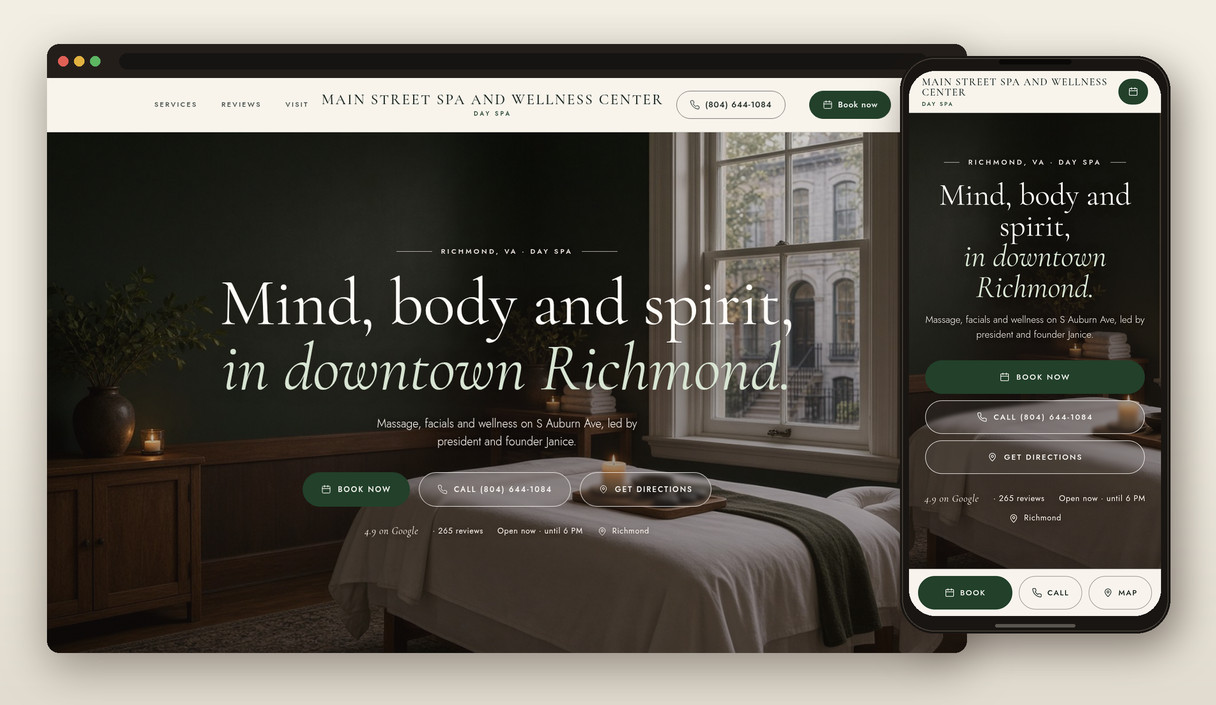 SERVICES
REVIEWS
VISIT
MAIN STREET SPA AND WELLNESS CENTER
DAY SPA
(804) 644-1084
Book now
RICHMOND, VA · DAY SPA
Mind, body and spirit,
in downtown Richmond.
Massage, facials and wellness on S Auburn Ave, led by
president and founder Janice.
BOOK NOW
CALL (804) 644-1084
GET DIRECTIONS
4.9 on Google · 265 reviews Open now · until 6 PM Richmond
MAIN STREET SPA AND WELLNESS
CENTER
DAY SPA
RICHMOND, VA · DAY SPA
Mind, body and
spirit,
in downtown
Richmond.
Massage, facials and wellness on S Auburn Ave, led by
president and founder Janice.
BOOK NOW
CALL (804) 644-1084
GET DIRECTIONS
4.9 on Google · 265 reviews Open now · until 6 PM
Richmond
BOOK
CALL
MAP